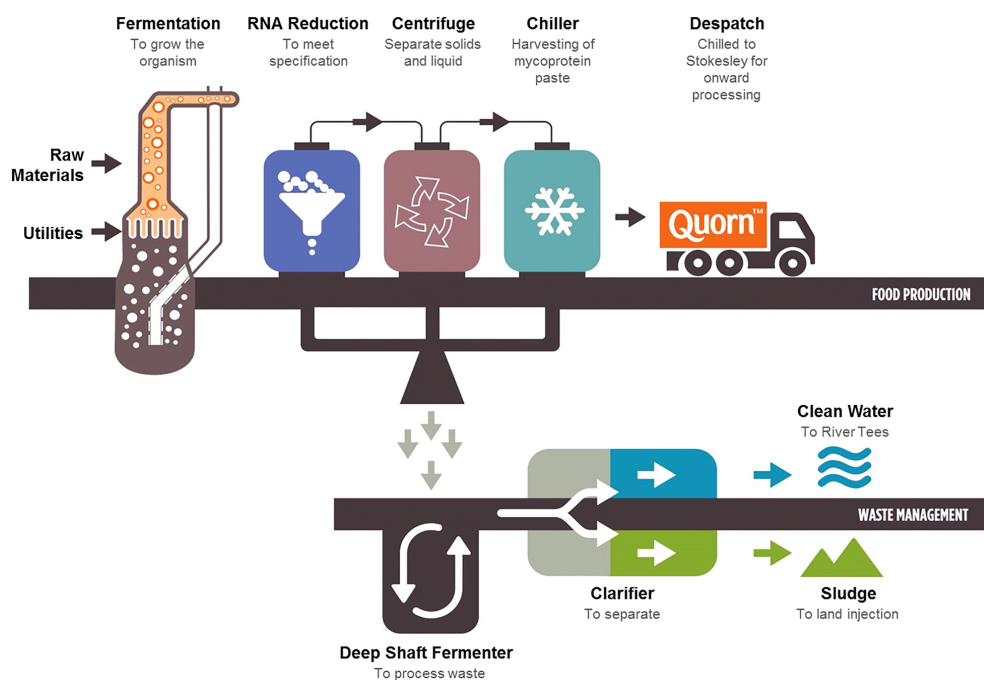 Fermentation
To grow the
organism
RNA Reduction
To meet
specification
Centrifuge
Separate solids
and liquid
Chiller
Harvesting of
mycoprotein
paste
Despatch
Chilled to
Stokesley for
onward
processing
Raw
Materials
Utilities
Quorn™
FOOD PRODUCTION
Clean Water
To River Tees
WASTE MANAGEMENT
Clarifier
To separate
Sludge
To land injection
Deep Shaft Fermenter
To process waste